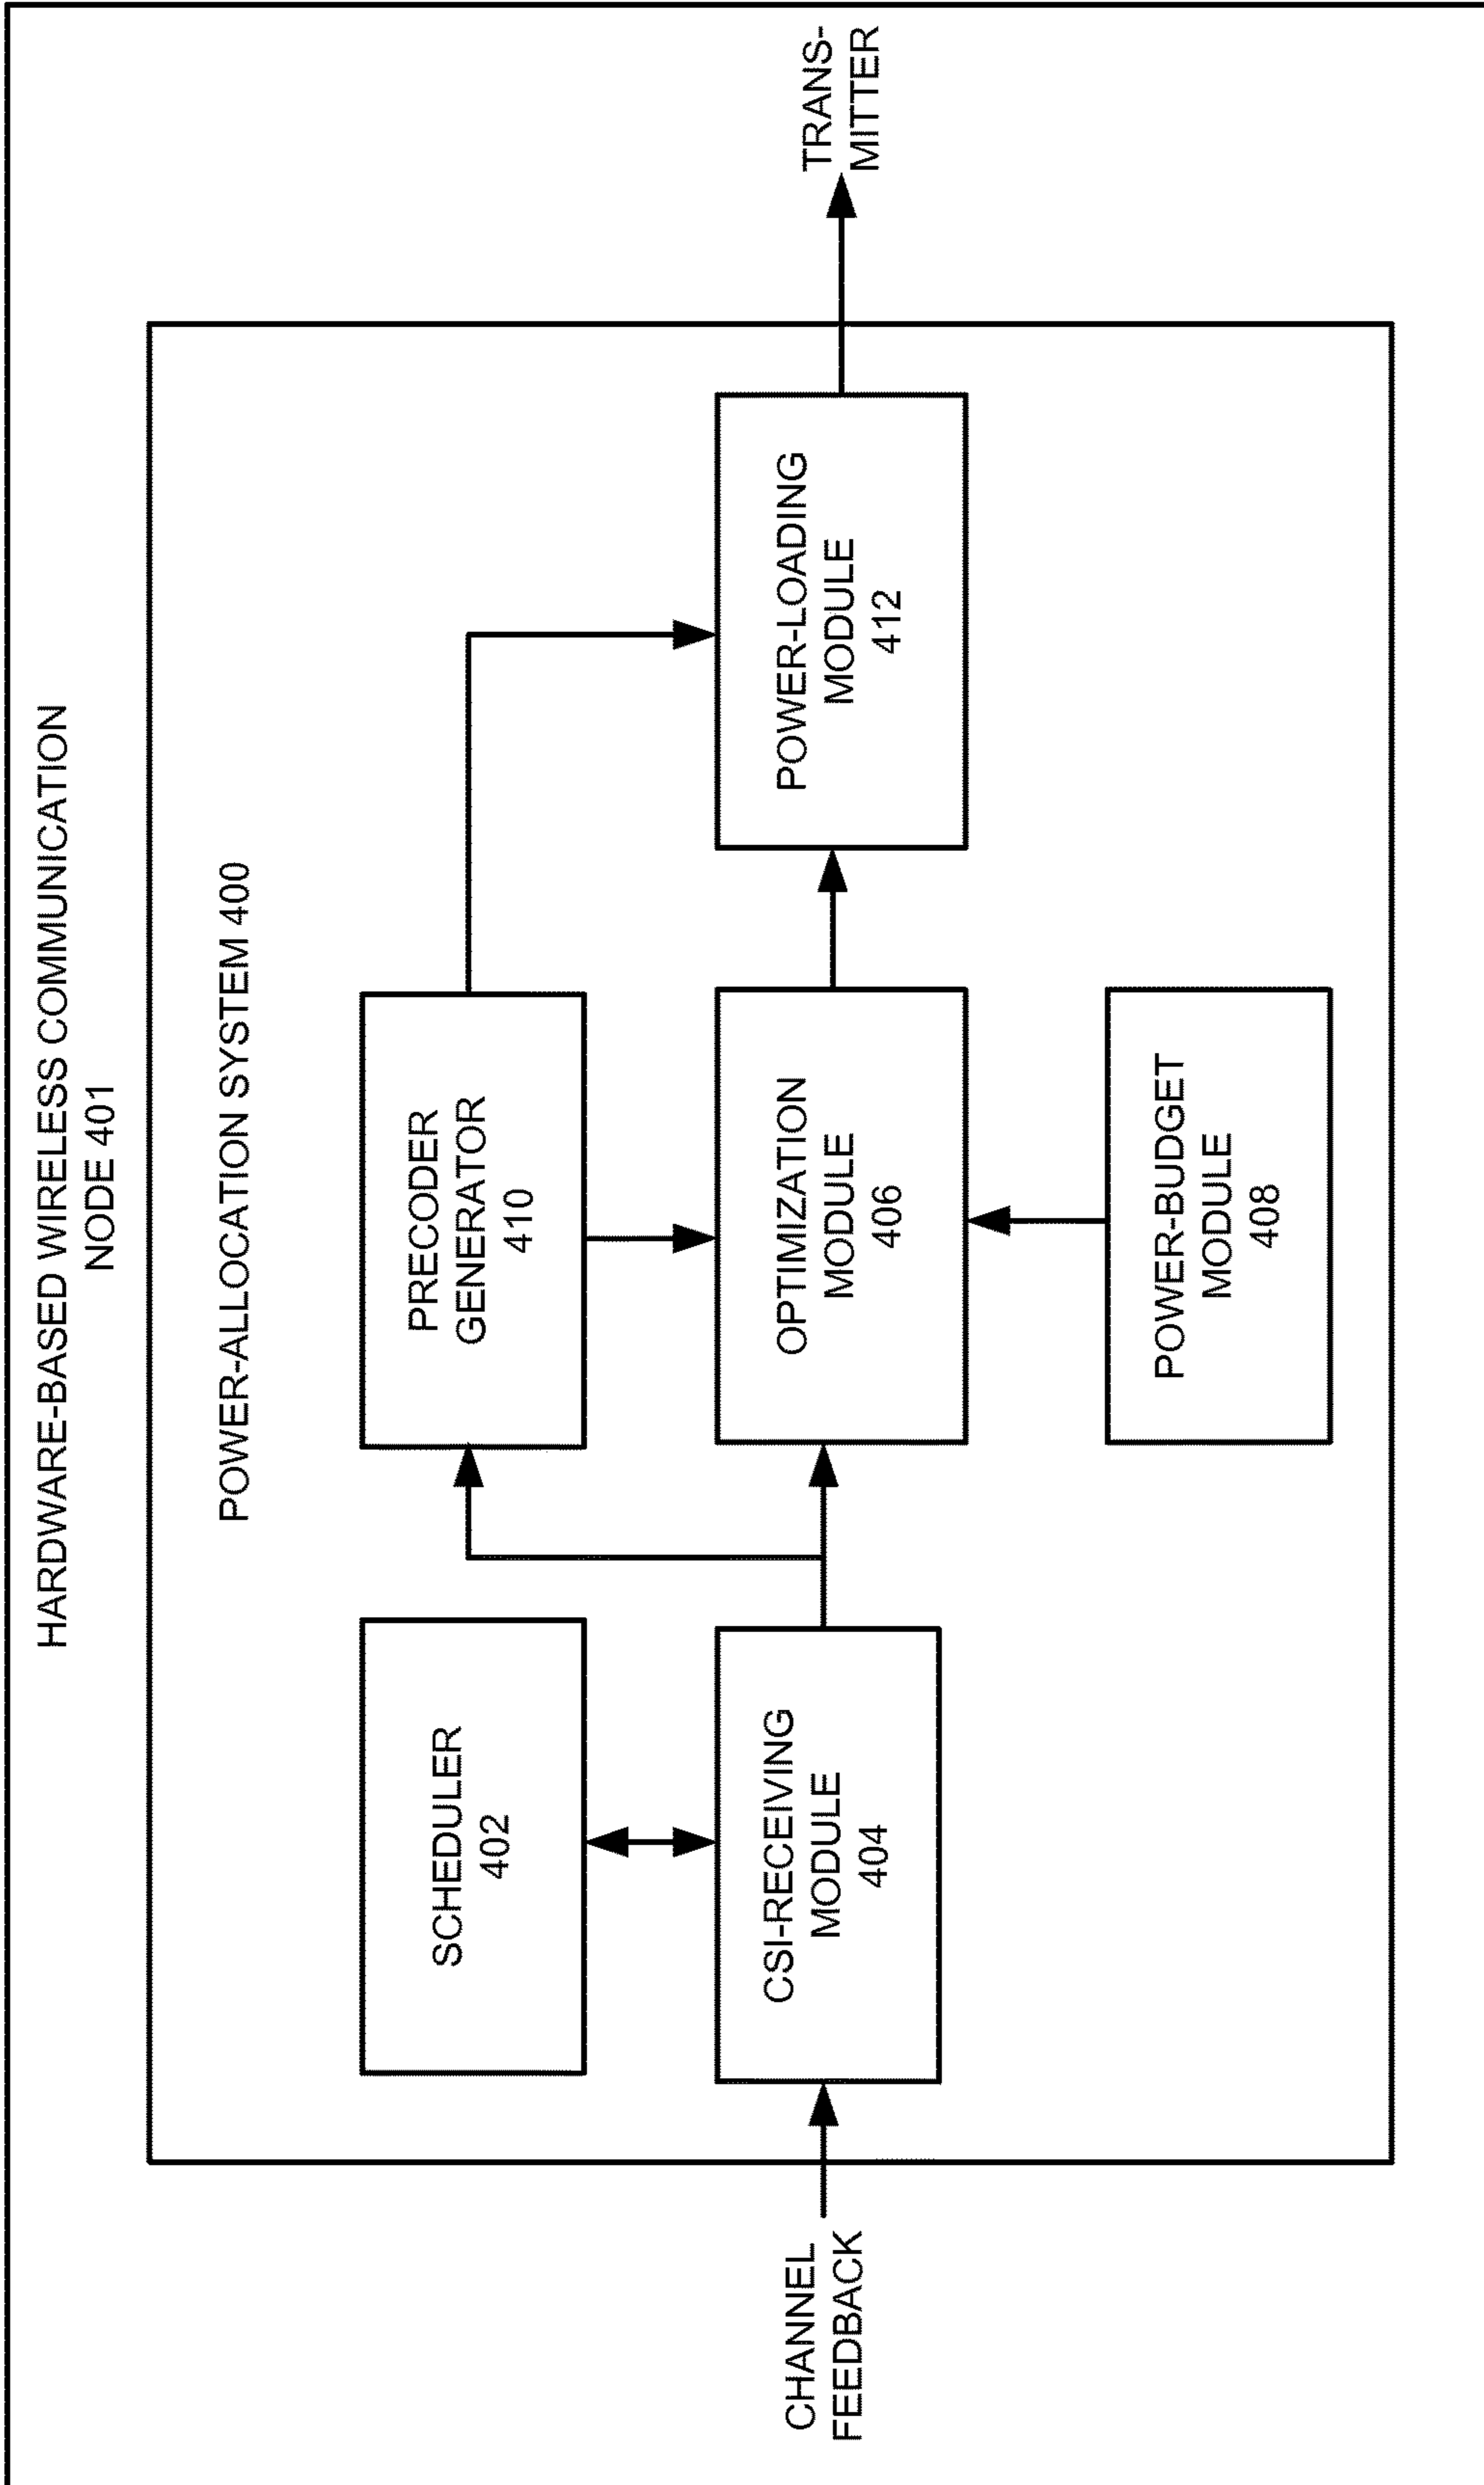 HARDWARE-BASED WIRELESS COMMUNICATION
NODE 401
POWER-ALLOCATION SYSTEM 400
SCHEDULER
402
PRECODER
GENERATOR
410
CHANNEL
FEEDBACK
CSI-RECEIVING
MODULE
404
OPTIMIZATION
MODULE
406
POWER-LOADING
MODULE
412
TRANS-
MITTER
POWER-BUDGET
MODULE
408